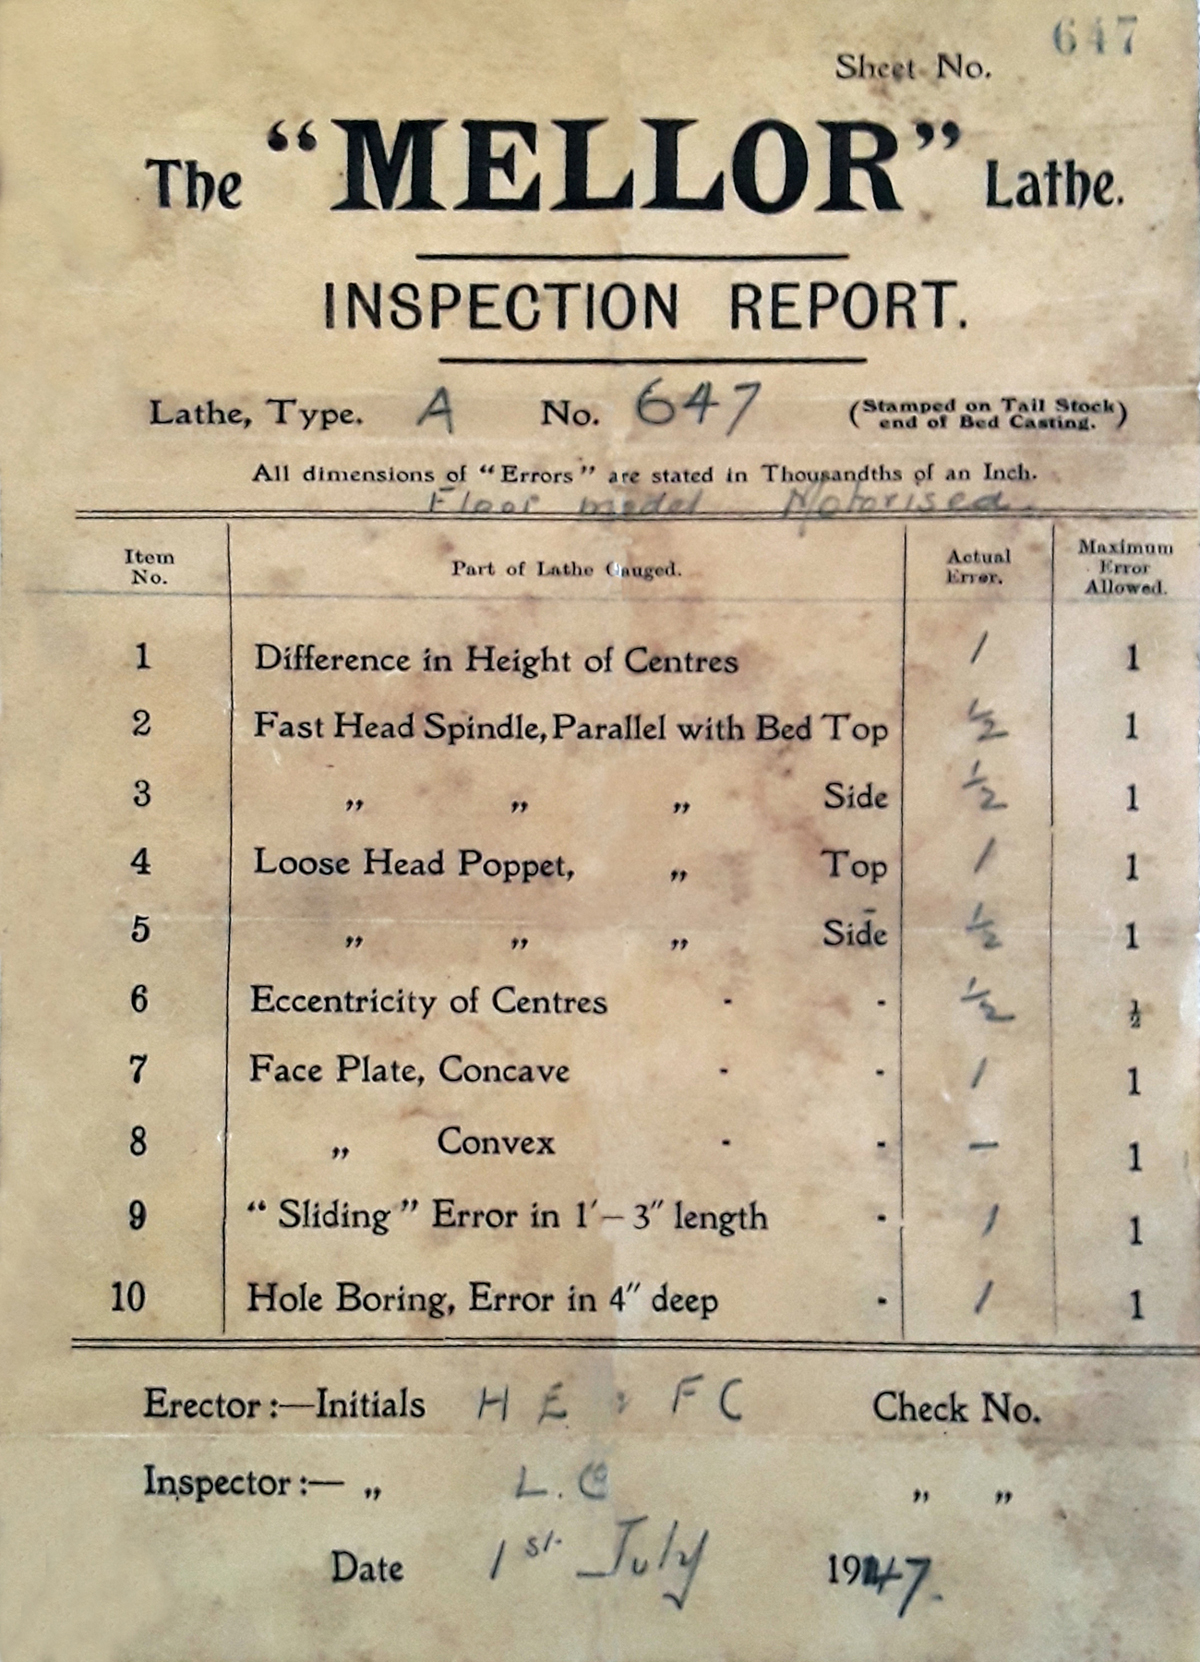 647
Sheet No.
The "MELLOR" Lathe.
INSPECTION REPORT.
Lathe, Type. A No. 647 (Stamped on Tail Stock end of Bed Casting.)
All dimensions of "Errors" are stated in Thousandths of an Inch.
Floor model Motorised.
Item No. Part of Lathe Gauged. Actual Error. Maximum Error Allowed.
1 Difference in Height of Centres 1 1
2 Fast Head Spindle, Parallel with Bed Top ½ 1
3 " " " Side ½ 1
4 Loose Head Poppet, " Top 1 1
5 " " " Side ½ 1
6 Eccentricity of Centres - - ½ ½
7 Face Plate, Concave - - 1 1
8 " Convex - - — 1
9 "Sliding" Error in 1′–3″ length - 1 1
10 Hole Boring, Error in 4″ deep - 1 1
Erector:—Initials H E & F C Check No.
Inspector:— " L. " "
Date 1st July 1947.